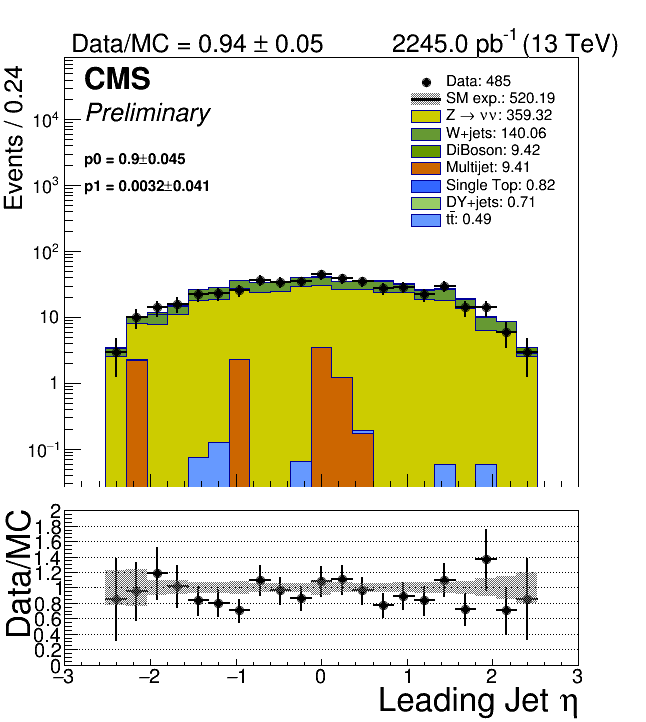 Data/MC = 0.94 ± 0.05 2245.0 pb⁻¹ (13 TeV)
CMS
Preliminary
p0 = 0.9±0.045
p1 = 0.0032±0.041
Data: 485
SM exp.: 520.19
Z → νν: 359.32
W+jets: 140.06
DiBoson: 9.42
Multijet: 9.41
Single Top: 0.82
DY+jets: 0.71
tt̄: 0.49
Events / 0.24
10⁴
10³
10²
10
1
10⁻¹
Data/MC
2
1.8
1.6
1.4
1.2
1
0.8
0.6
0.4
0.2
0
−3 −2 −1 0 1 2 3
Leading Jet η